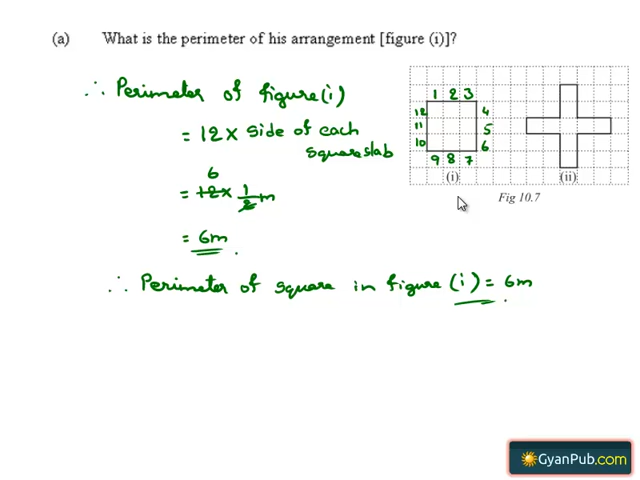 (a) What is the perimeter of his arrangement [figure (i)]?
∴ Perimeter of figure(i)
= 12 x side of each
square slab
6
= 12 x 1/2 m
= 6m.
1 2 3
12 4
11 5
10 6
9 8 7
(i) (ii)
Fig 10.7
∴ Perimeter of square in figure (i) = 6m.
GyanPub.com